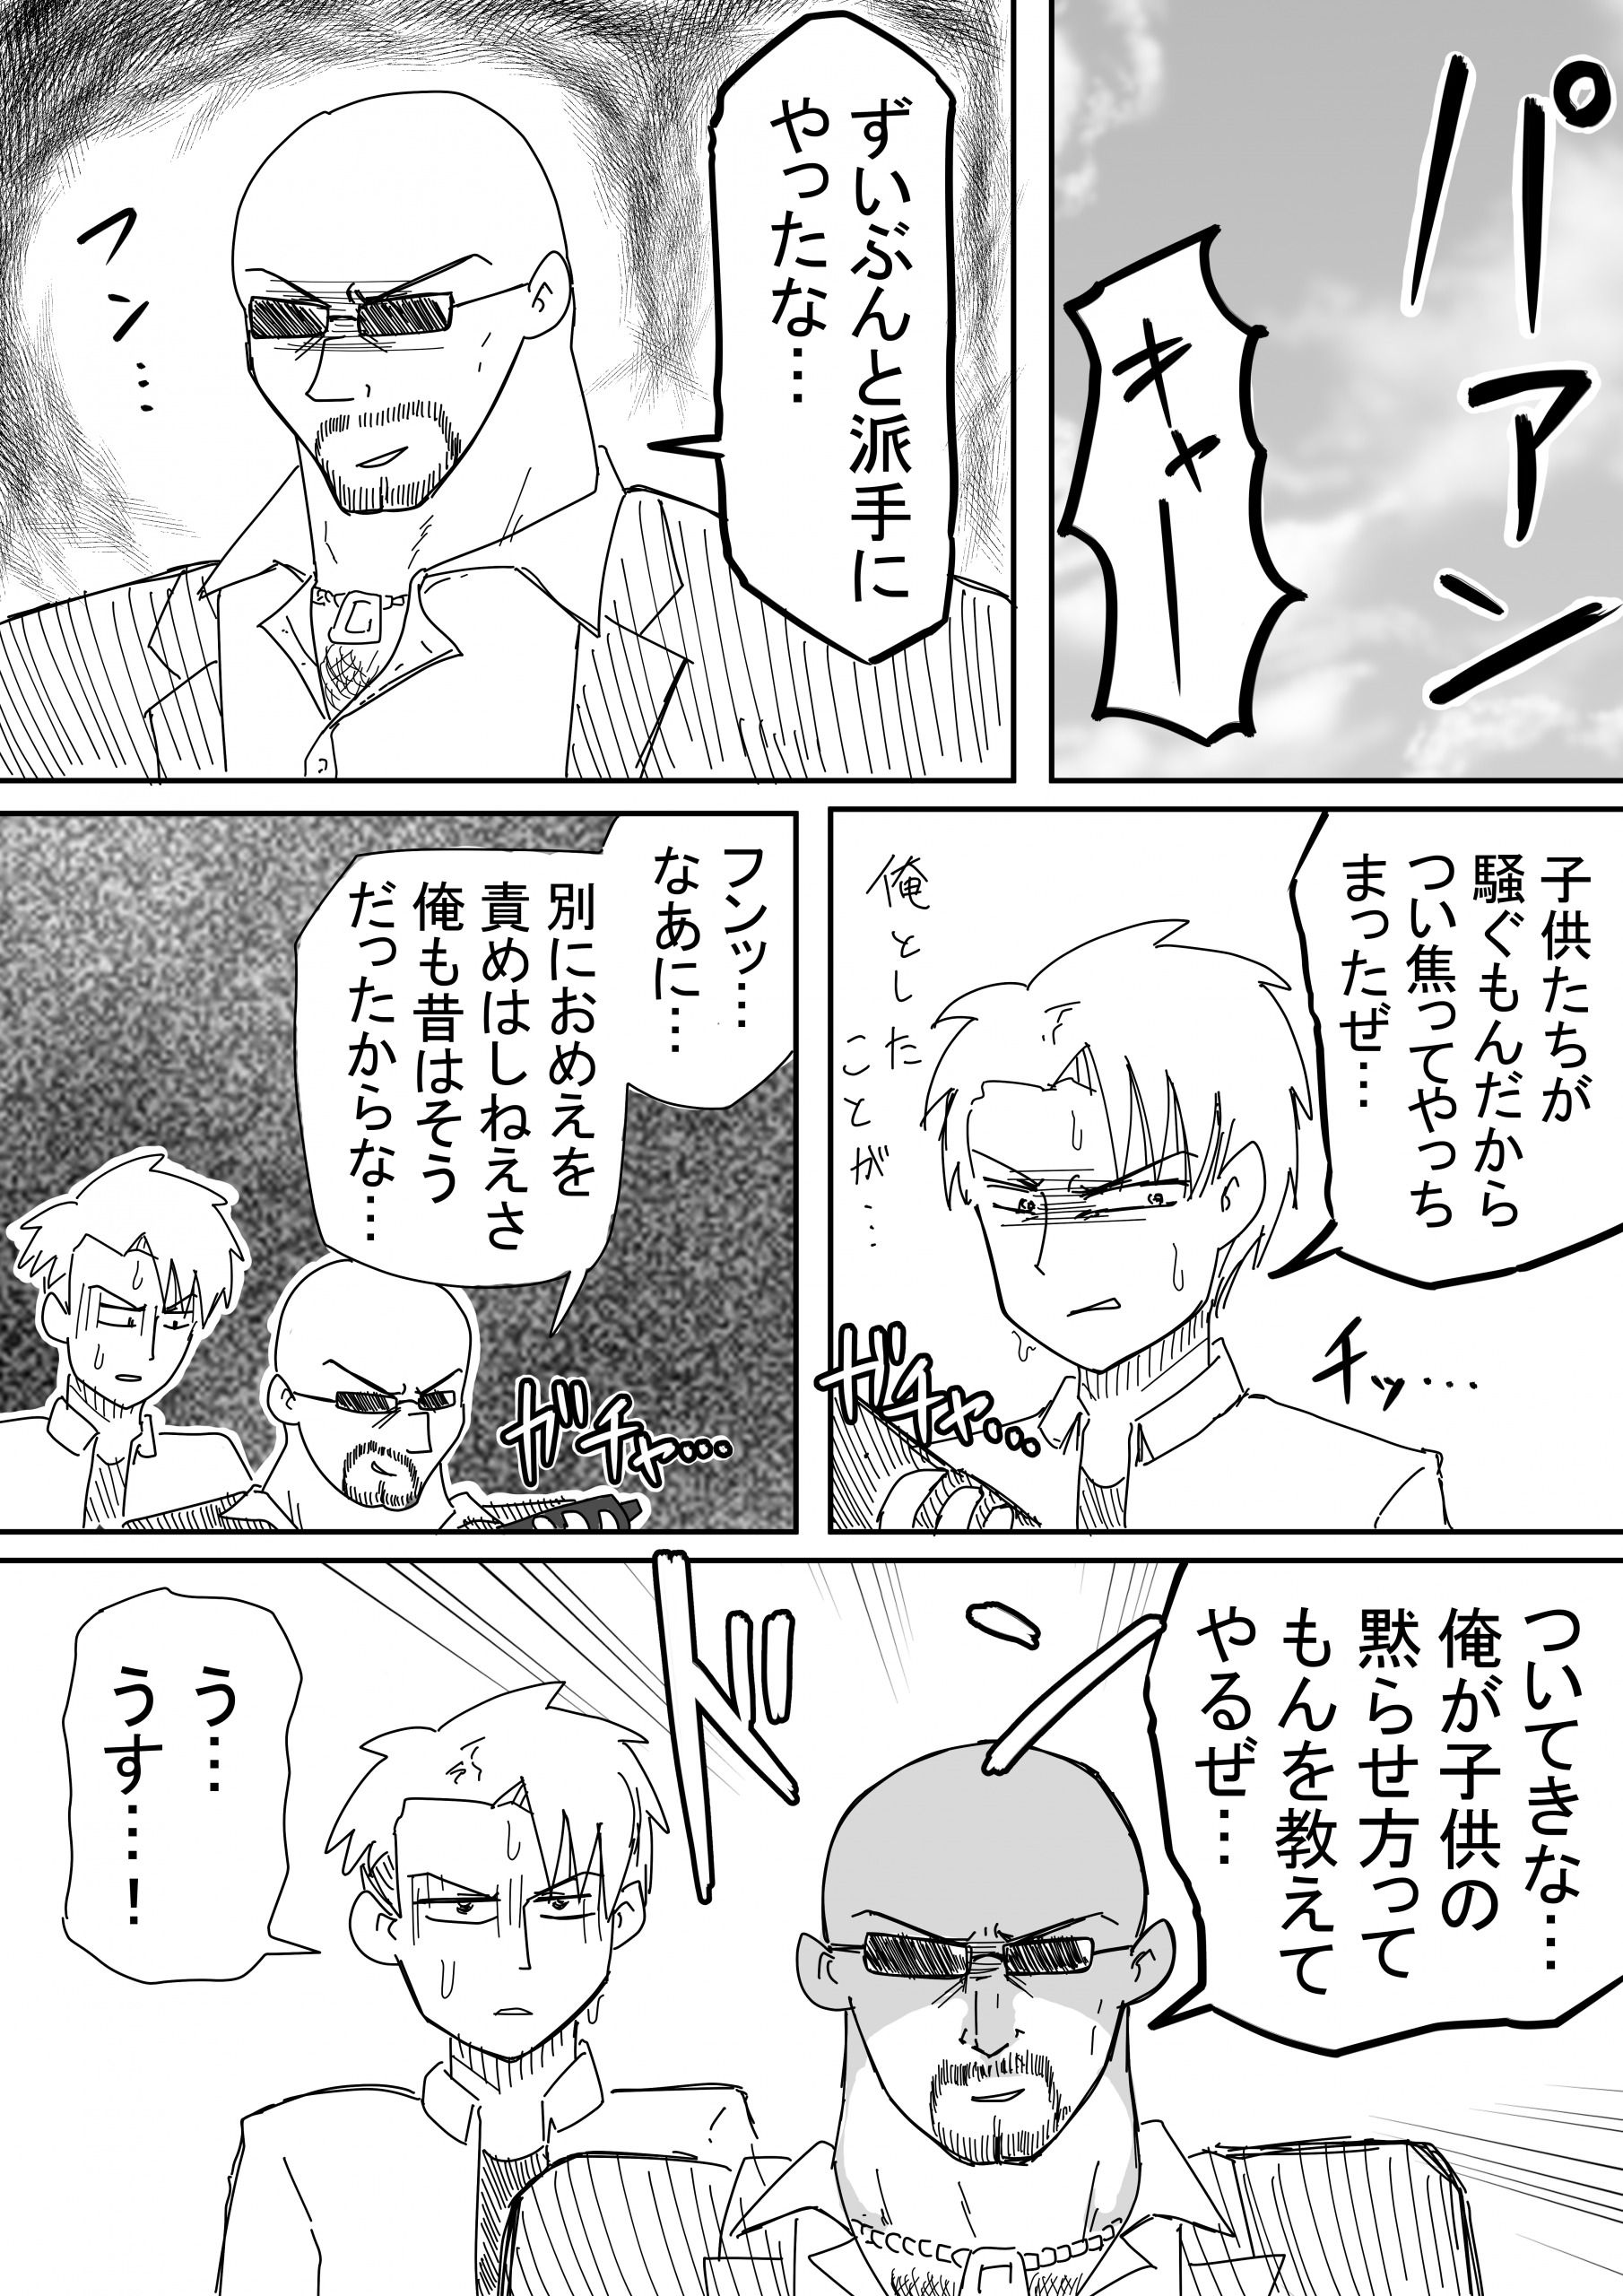 パァン
キャー
ずいぶんと派手に
やったな…
フン…
子供たちが
騒ぐもんだから
つい焦ってやっち
まったぜ…
チッ…
俺としたことが…
ガチャ…
フンッ…
なあに…
別におめえを
責めはしねえさ
俺も昔はそう
だったからな…
ガチャ…
ついてきな…
俺が子供の
黙らせ方って
もんを教えて
やるぜ…
ドン
う…
うす…!